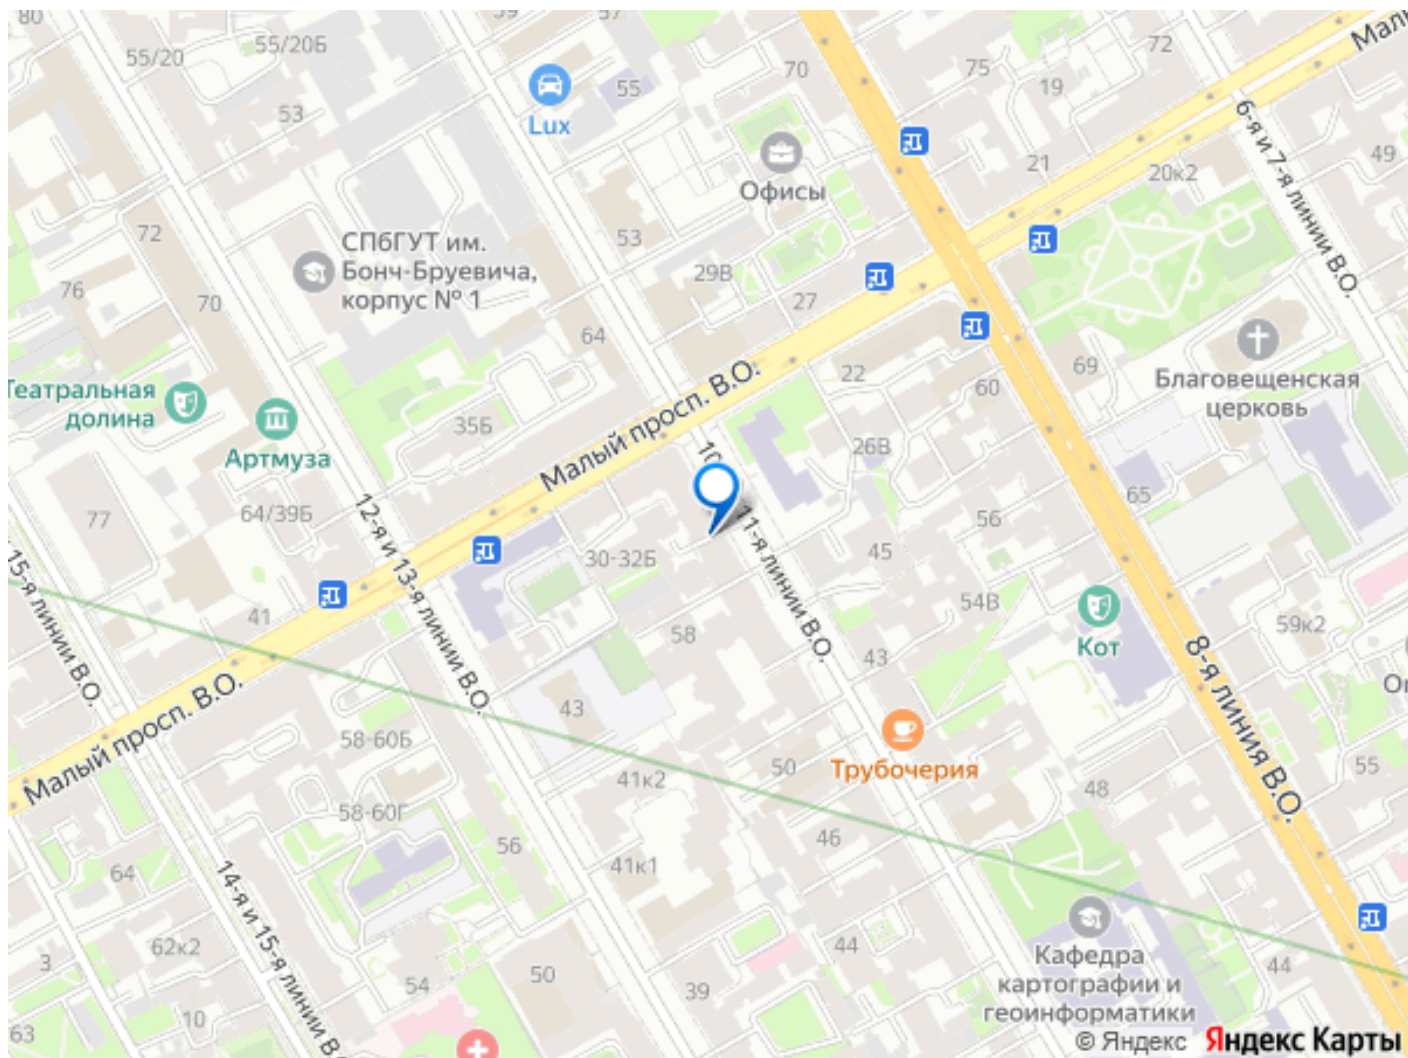 80
55/20
55/20Б
53
39
57
55
Lux
70
75
19
72
Мал
Офисы
21
20к2
49
6-я и 7-я линии В.О.
72
76
70
СПбГУТ им.
Бонч-Бруевича,
корпус № 1
53
29В
27
64
22
60
69
Благовещенская
церковь
Театральная
долина
Артмуза
35Б
Малый просп. В.О.
26В
77
64/39Б
12-я и 13-я линии В.О.
10
11-я линии В.О.
30-32Б
45
56
65
54В
Кот
59к2
15-я линии В.О.
41
58
43
8-я линия В.О.
Малый просп. В.О.
43
58-60Б
41к2
50
Трубочерия
48
55
58-60Г
46
56
41к1
64
14-я и 15-я линии В.О.
62к2
3
54
50
39
44
Кафедра
картографии и
геоинформатики
44
10
63
© Яндекс Яндекс Карты